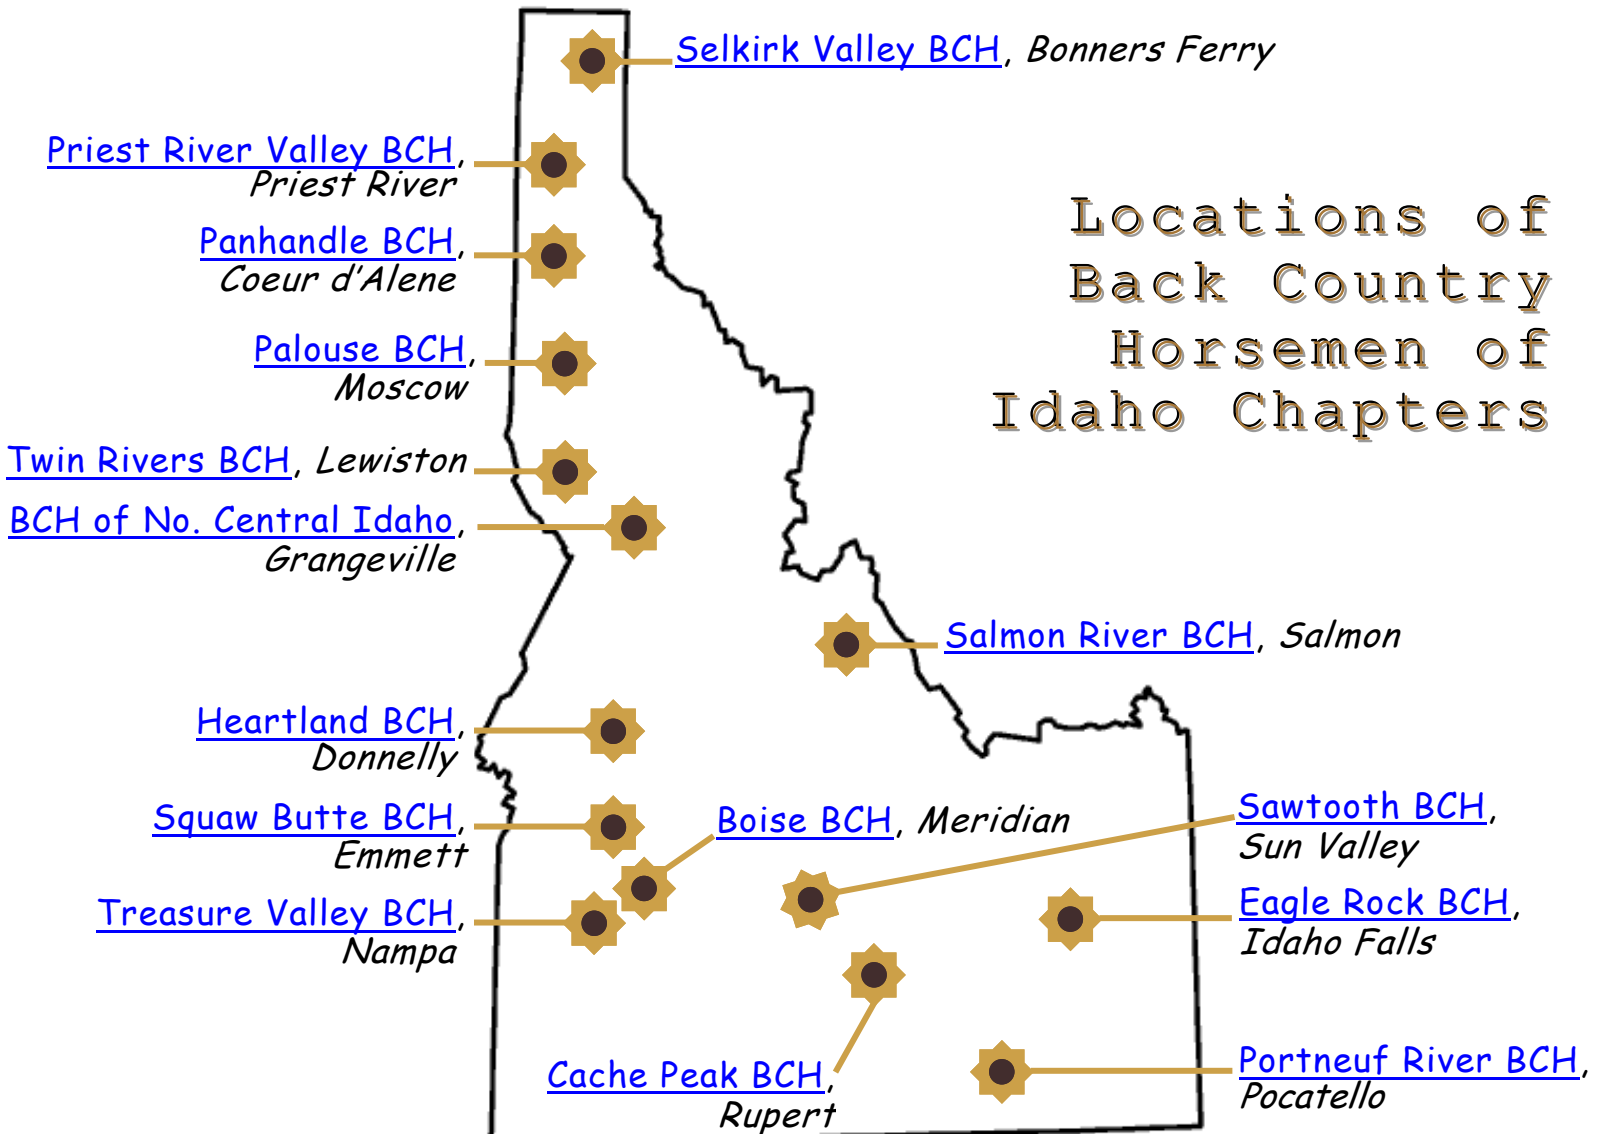 Selkirk Valley BCH, Bonners Ferry
Priest River Valley BCH,
Priest River
Locations of
Back Country
Horsemen of
Idaho Chapters
Panhandle BCH,
Coeur d'Alene
Palouse BCH,
Moscow
Twin Rivers BCH, Lewiston
BCH of No. Central Idaho,
Grangeville
Salmon River BCH, Salmon
Heartland BCH,
Donnelly
Squaw Butte BCH,
Emmett
Boise BCH, Meridian
Sawtooth BCH,
Sun Valley
Treasure Valley BCH,
Nampa
Eagle Rock BCH,
Idaho Falls
Cache Peak BCH,
Rupert
Portneuf River BCH,
Pocatello